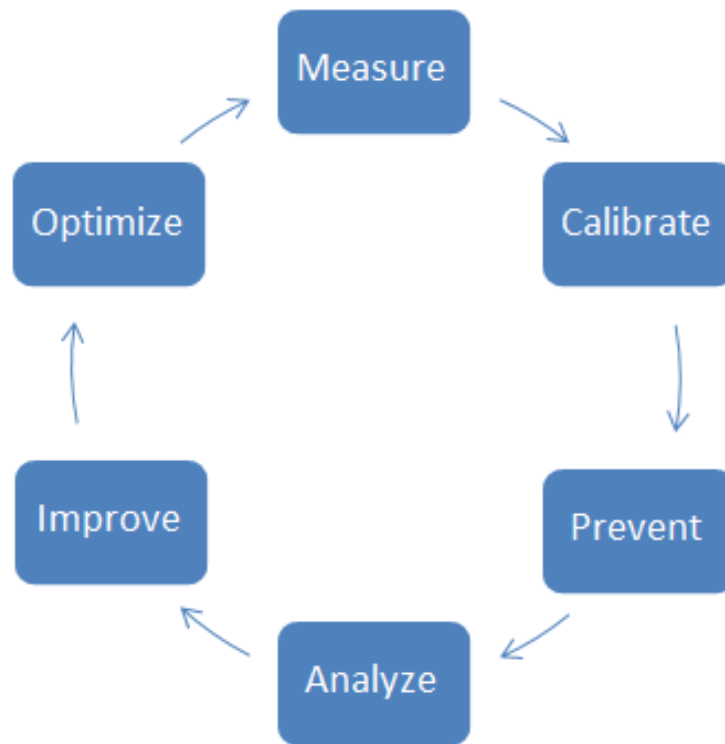 Measure
Calibrate
Prevent
Analyze
Improve
Optimize